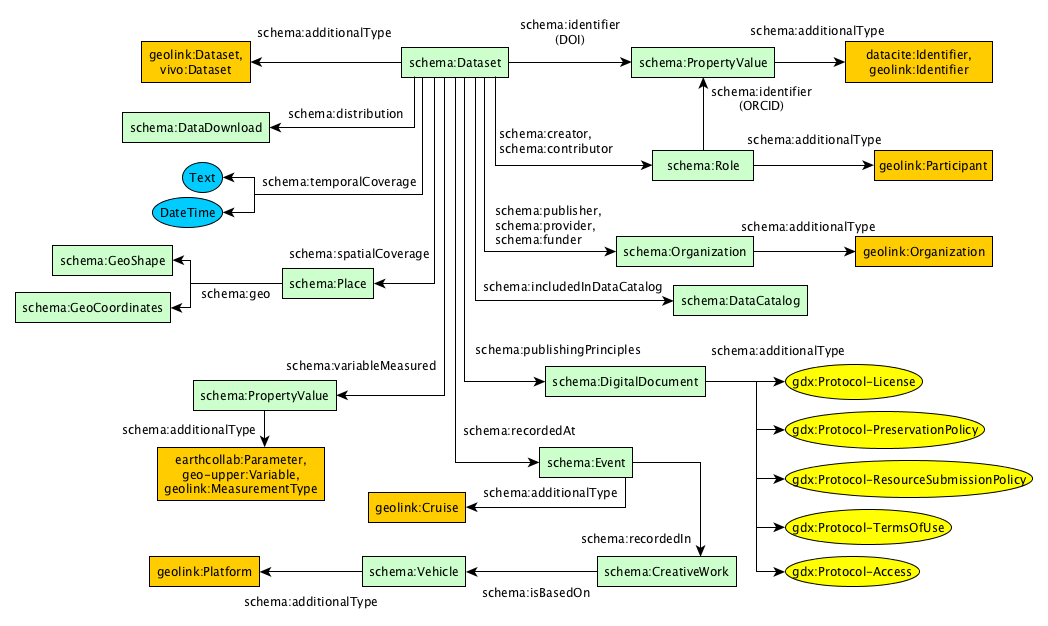 schema:additionalType
geolink:Dataset,
vivo:Dataset
schema:Dataset
schema:identifier
(DOI)
schema:PropertyValue
schema:additionalType
datacite:Identifier,
geolink:Identifier
schema:identifier
(ORCID)
schema:DataDownload
schema:distribution
schema:creator,
schema:contributor
schema:Role
schema:additionalType
geolink:Participant
Text
DateTime
schema:temporalCoverage
schema:publisher,
schema:provider,
schema:funder
schema:Organization
schema:additionalType
geolink:Organization
schema:GeoShape
schema:GeoCoordinates
schema:geo
schema:Place
schema:spatialCoverage
schema:includedInDataCatalog
schema:DataCatalog
schema:publishingPrinciples
schema:DigitalDocument
schema:additionalType
gdx:Protocol-License
gdx:Protocol-PreservationPolicy
gdx:Protocol-ResourceSubmissionPolicy
gdx:Protocol-TermsOfUse
gdx:Protocol-Access
schema:variableMeasured
schema:PropertyValue
schema:additionalType
earthcollab:Parameter,
geo-upper:Variable,
geolink:MeasurementType
schema:recordedAt
schema:Event
schema:additionalType
geolink:Cruise
schema:recordedIn
schema:CreativeWork
schema:isBasedOn
schema:Vehicle
schema:additionalType
geolink:Platform